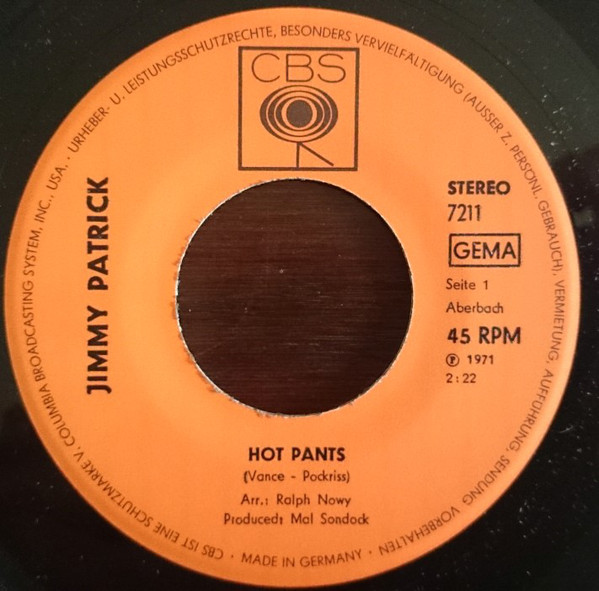 CBS
JIMMY PATRICK
STEREO
7211
GEMA
Seite 1
Aberbach
45 RPM
Ⓟ 1971
2:22
HOT PANTS
(Vance - Pockriss)
Arr.: Ralph Nowy
Produced: Mal Sondock
CBS IST EINE SCHUTZMARKE V. COLUMBIA BROADCASTING SYSTEM, INC., USA. · URHEBER- U. LEISTUNGSSCHUTZRECHTE, BESONDERS VERVIELFÄLTIGUNG (AUSSER Z. PERSONL. GEBRAUCH), VERMIETUNG, AUFFÜHRUNG, SENDUNG VORBEHALTEN · MADE IN GERMANY ·